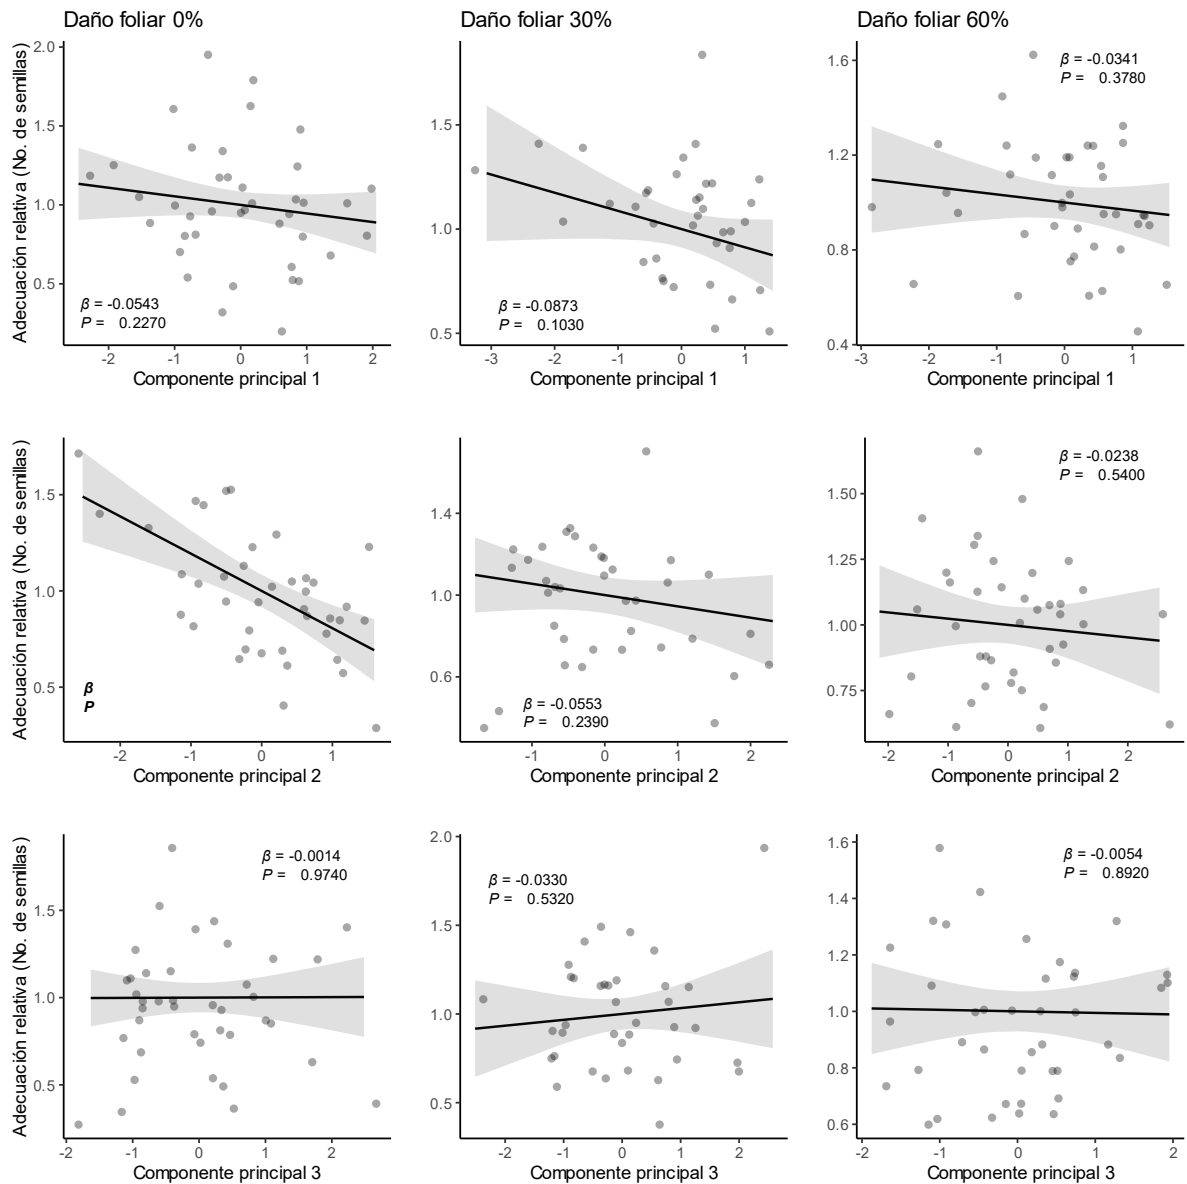 Daño foliar 0%
Daño foliar 30%
Daño foliar 60%
Adecuación relativa (No. de semillas)
2.0
1.5
1.0
0.5
β = -0.0543
P = 0.2270
-2 -1 0 1 2
Componente principal 1
1.5
1.0
0.5
β = -0.0873
P = 0.1030
-3 -2 -1 0 1
Componente principal 1
1.6
1.2
0.8
0.4
β = -0.0341
P = 0.3780
-3 -2 -1 0 1
Componente principal 1
Adecuación relativa (No. de semillas)
1.5
1.0
0.5
β
P
-2 -1 0 1
Componente principal 2
1.4
1.0
0.6
β = -0.0553
P = 0.2390
-1 0 1 2
Componente principal 2
1.50
1.25
1.00
0.75
β = -0.0238
P = 0.5400
-2 -1 0 1 2
Componente principal 2
Adecuación relativa (No. de semillas)
1.5
1.0
0.5
β = -0.0014
P = 0.9740
-2 -1 0 1 2
Componente principal 3
2.0
1.5
1.0
0.5
β = -0.0330
P = 0.5320
-2 -1 0 1 2
Componente principal 3
1.6
1.4
1.2
1.0
0.8
0.6
β = -0.0054
P = 0.8920
-2 -1 0 1 2
Componente principal 3